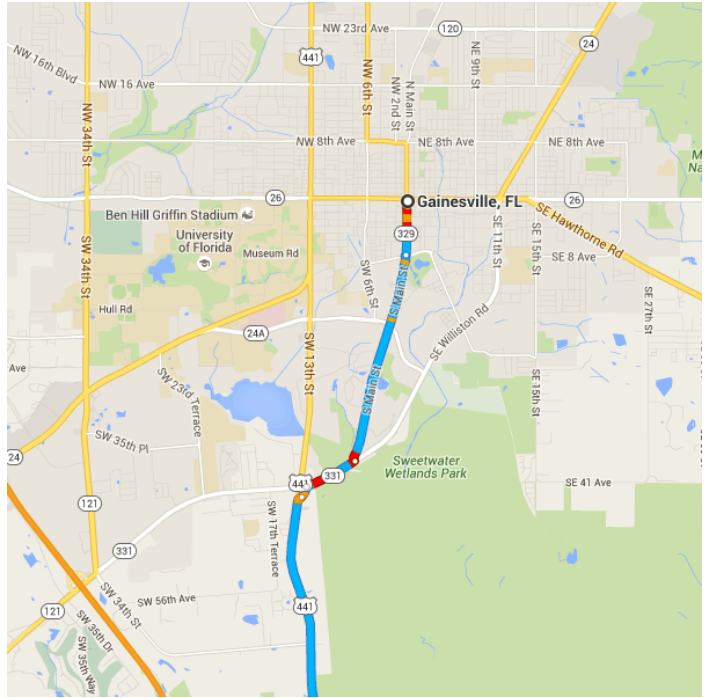 NW 23rd Ave
120
441
24
NW 16th Blvd
NW 16 Ave
NW 34th St
NW 6th St
NW 2nd St
N Main St
NE 9th St
NW 8th Ave
NE 8th Ave
NE 8th Ave
26
Gainesville, FL
26
Ben Hill Griffin Stadium
University
of Florida
Museum Rd
329
SE Hawthorne Rd
SE 11th St
SE 15th St
SE 8 Ave
SW 34th St
SW 6th St
S Main St
SE 27th St
Hull Rd
24A
SW 13th St
SE Williston Rd
Ave
SW 23rd Terrace
S Main St
SE 15th St
SW 35th Pl
24
Sweetwater
Wetlands Park
441
331
SE 41 Ave
121
SW 17th Terrace
331
SW 56th Ave
441
121
SW 34th St
SW 35th Dr
SW 35th Way